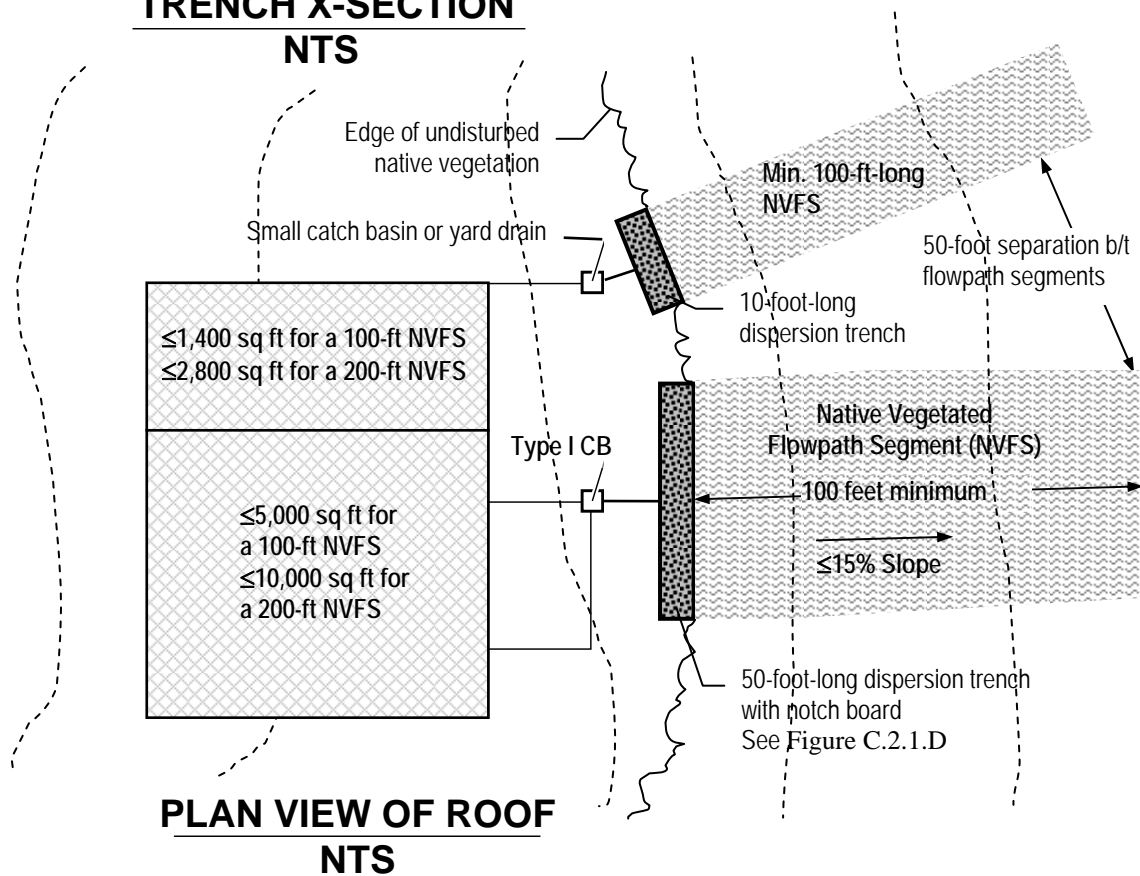 TRENCH X-SECTION
NTS
Edge of undisturbed
native vegetation
Min. 100-ft-long
NVFS
Small catch basin or yard drain
50-foot separation b/t
flowpath segments
10-foot-long
dispersion trench
≤1,400 sq ft for a 100-ft NVFS
≤2,800 sq ft for a 200-ft NVFS
Native Vegetated
Flowpath Segment (NVFS)
Type I CB
100 feet minimum
≤5,000 sq ft for
a 100-ft NVFS
≤10,000 sq ft for
a 200-ft NVFS
≤15% Slope
50-foot-long dispersion trench
with notch board
See Figure C.2.1.D
PLAN VIEW OF ROOF
NTS